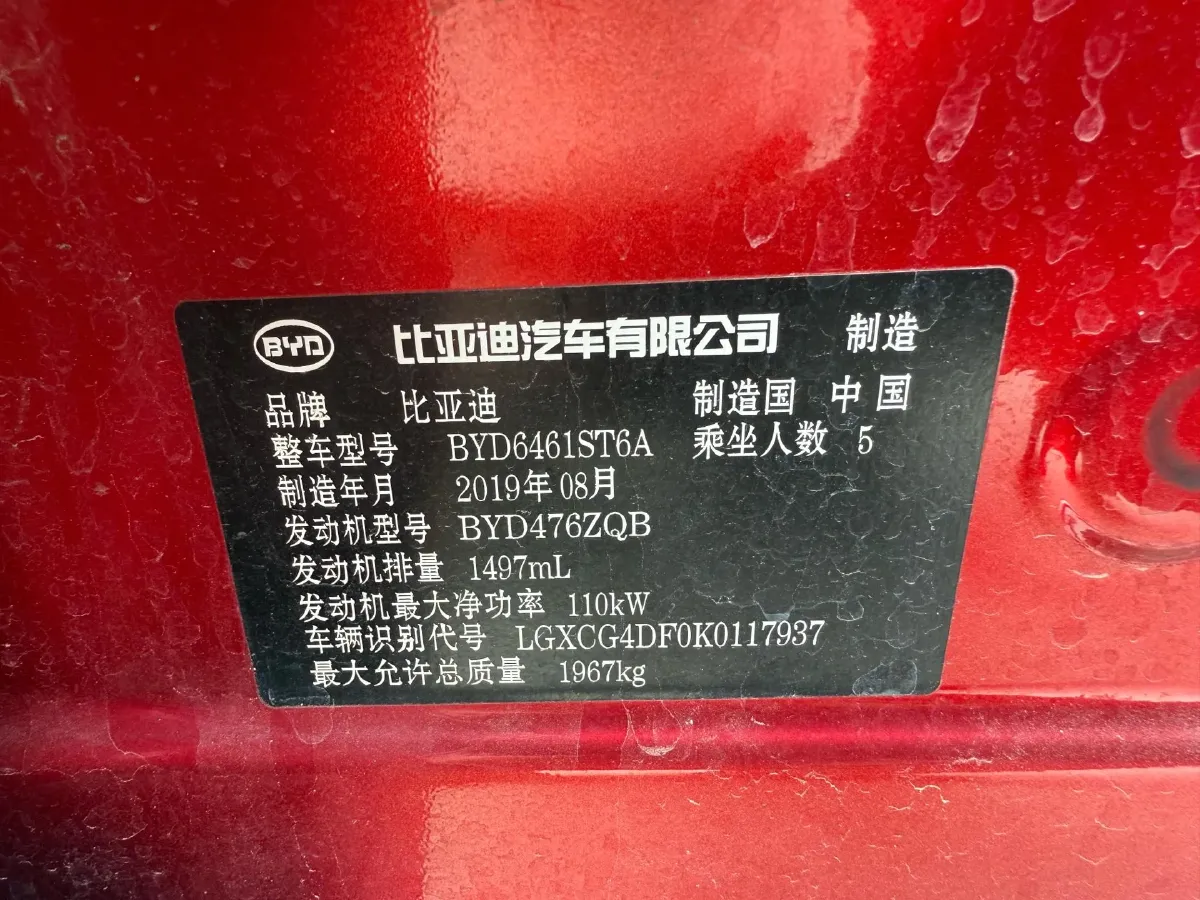 BYD 比亚迪汽车有限公司 制造
品牌 比亚迪 制造国 中国
整车型号 BYD6461ST6A 乘坐人数 5
制造年月 2019年08月
发动机型号 BYD476ZQB
发动机排量 1497mL
发动机最大净功率 110kW
车辆识别代号 LGXCG4DF0K0117937
最大允许总质量 1967kg